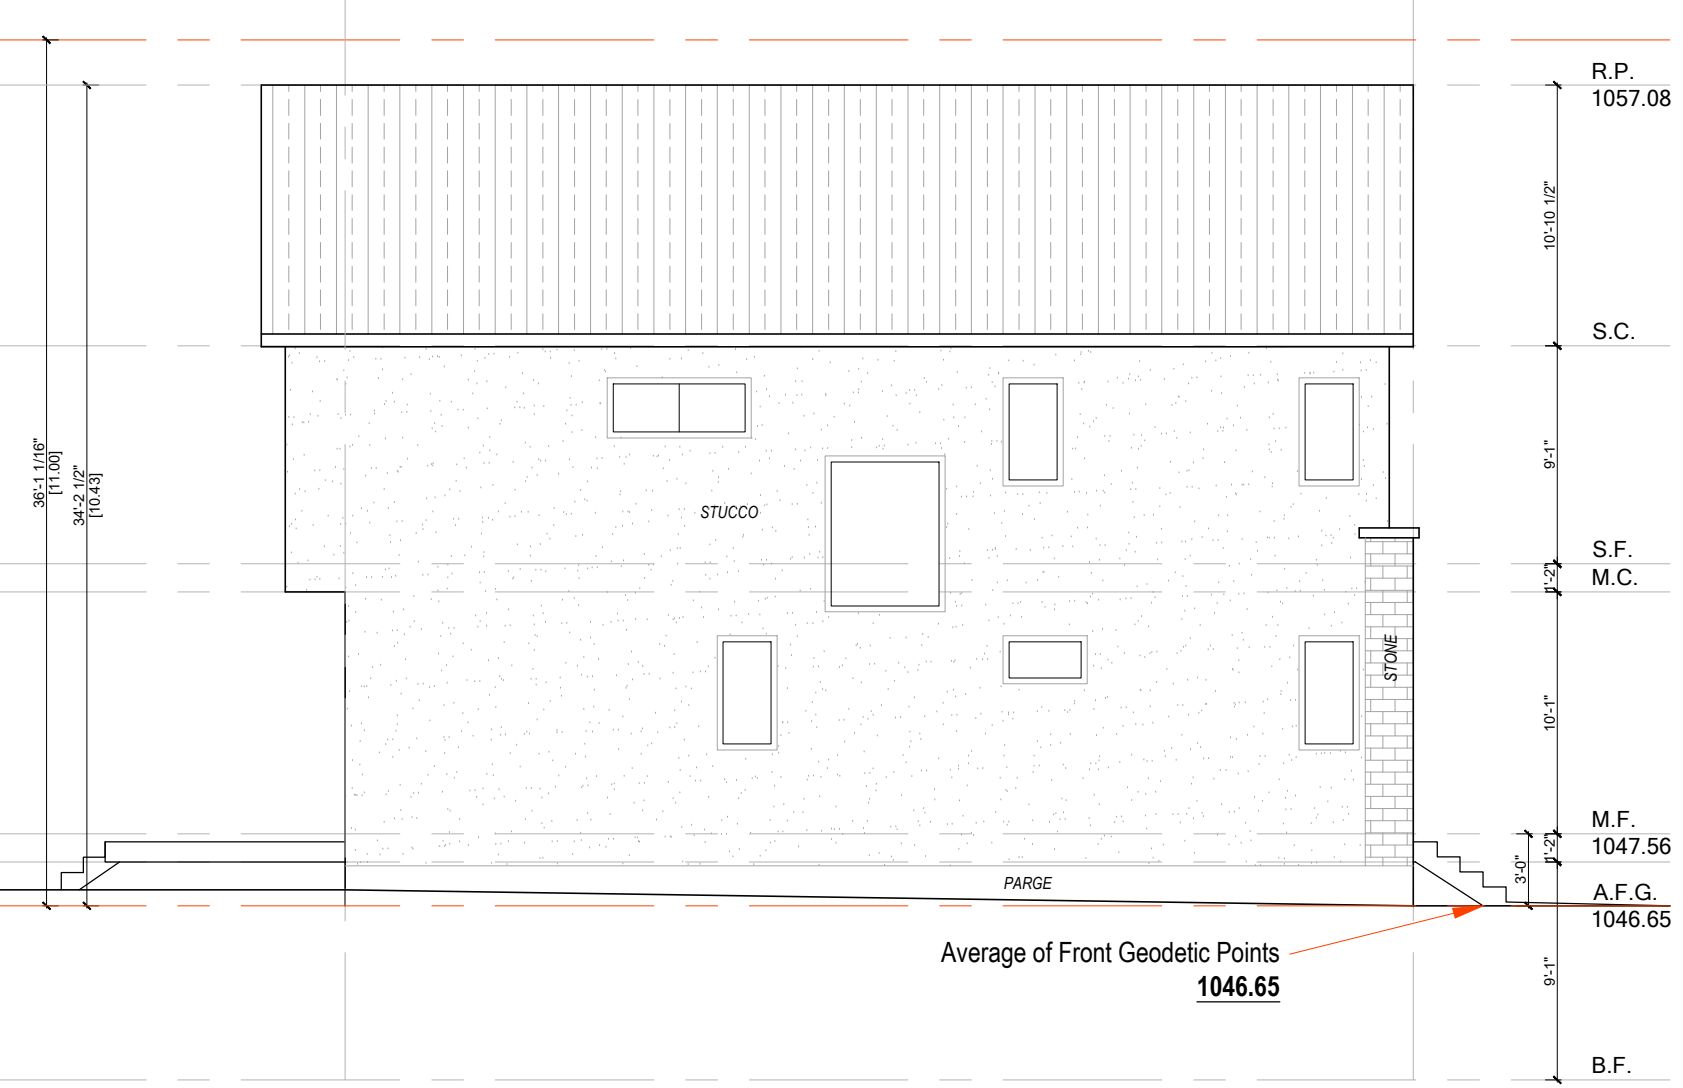 R.P.
1057.08
10'-10 1/2"
S.C.
36'-1 1/16"
[11.00]
34'-2 1/2"
[10.43]
9'-1"
STUCCO
S.F.
1'-2"
M.C.
STONE
10'-1"
M.F.
1047.56
1'-2"
3'-0"
PARGE
A.F.G.
1046.65
Average of Front Geodetic Points
1046.65
9'-1"
B.F.